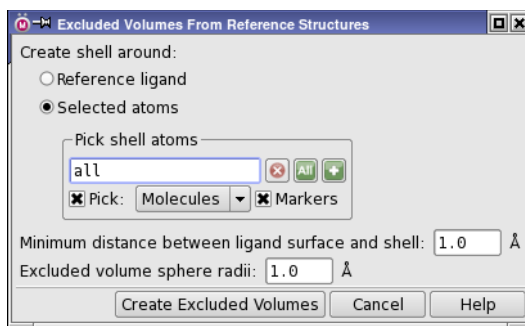 Excluded Volumes From Reference Structures
Create shell around:
Reference ligand
Selected atoms
Pick shell atoms
all
All
Pick: Molecules Markers
Minimum distance between ligand surface and shell: 1.0 Å
Excluded volume sphere radii: 1.0 Å
Create Excluded Volumes Cancel Help